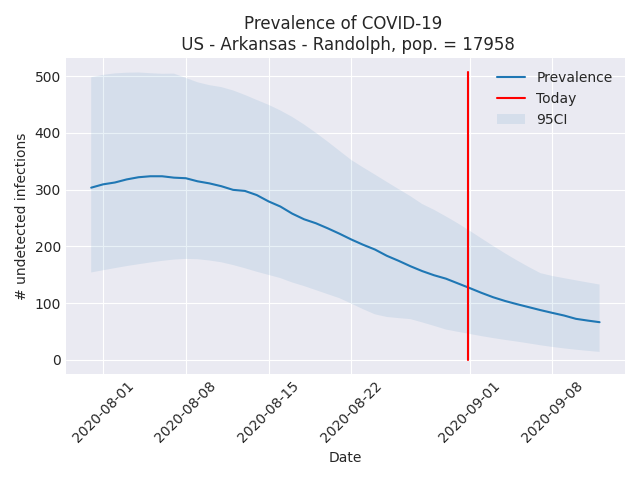 Prevalence of COVID-19
US - Arkansas - Randolph, pop. = 17958
# undetected infections
500
400
300
200
100
0
Prevalence
Today
95CI
2020-08-01
2020-08-08
2020-08-15
2020-08-22
2020-09-01
2020-09-08
Date